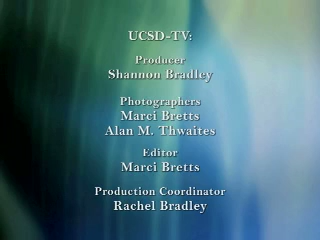 UCSD-TV:
Producer
Shannon Bradley
Photographers
Marci Bretts
Alan M. Thwaites
Editor
Marci Bretts
Production Coordinator
Rachel Bradley